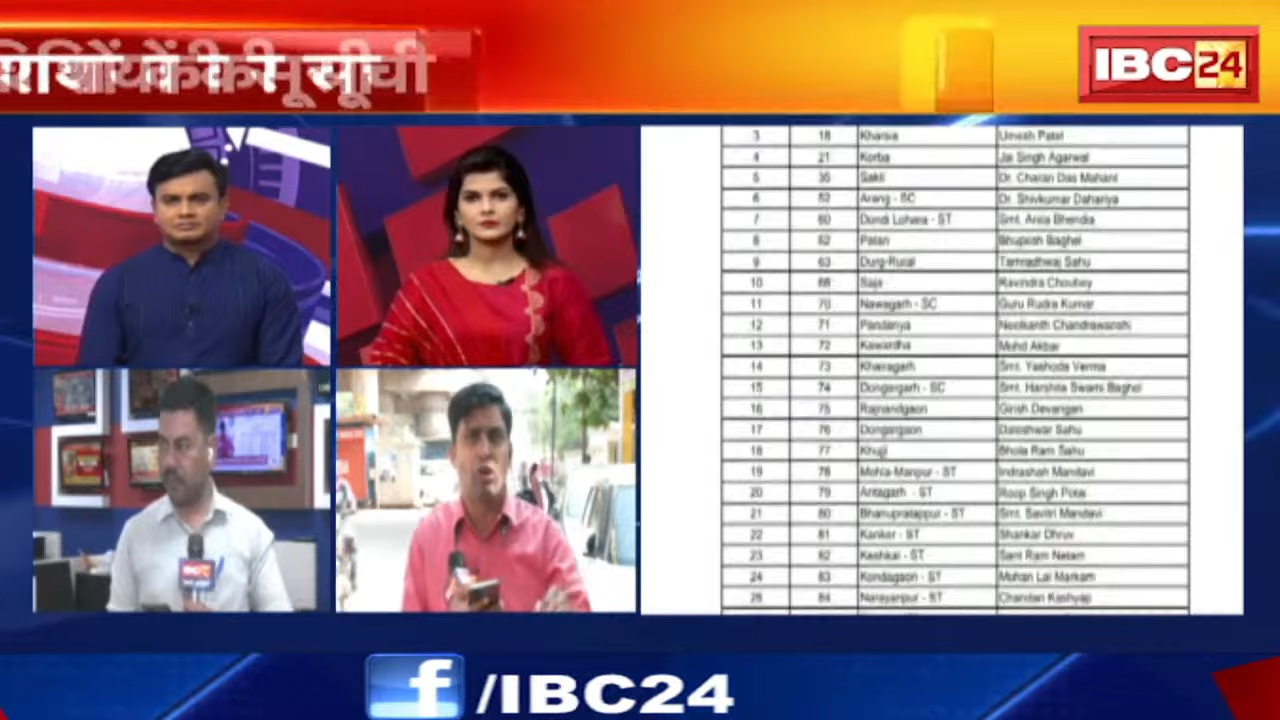 IBC24
3 18 Kharsia Umesh Patel
4 21 Korba Jai Singh Agarwal
5 35 Sakti Dr. Charan Das Mahant
6 52 Arang - SC Dr. Shivkumar Dahariya
7 60 Dondi Lohara - ST Smt. Anila Bhendia
8 62 Patan Bhupesh Baghel
9 63 Durg-Rural Tamradhwaj Sahu
10 68 Saja Ravindra Choubey
11 70 Nawagarh - SC Guru Rudra Kumar
12 71 Pandariya Neelkanth Chandrawanshi
13 72 Kawardha Mohd Akbar
14 73 Khairagarh Smt. Yashoda Verma
15 74 Dongargarh - SC Smt. Harshita Swami Baghel
16 75 Rajnandgaon Girish Devangan
17 76 Dongargaon Daleshwar Sahu
18 77 Khujji Bhola Ram Sahu
19 78 Mohla-Manpur - ST Indrashah Mandavi
20 79 Antagarh - ST Roop Singh Potai
21 80 Bhanupratappur - ST Smt. Savitri Mandavi
22 81 Kanker - ST Shankar Dhruv
23 82 Keshkal - ST Sant Ram Netam
24 83 Kondagaon - ST Mohan Lal Markam
25 84 Narayanpur - ST Chandan Kashyap
f /IBC24